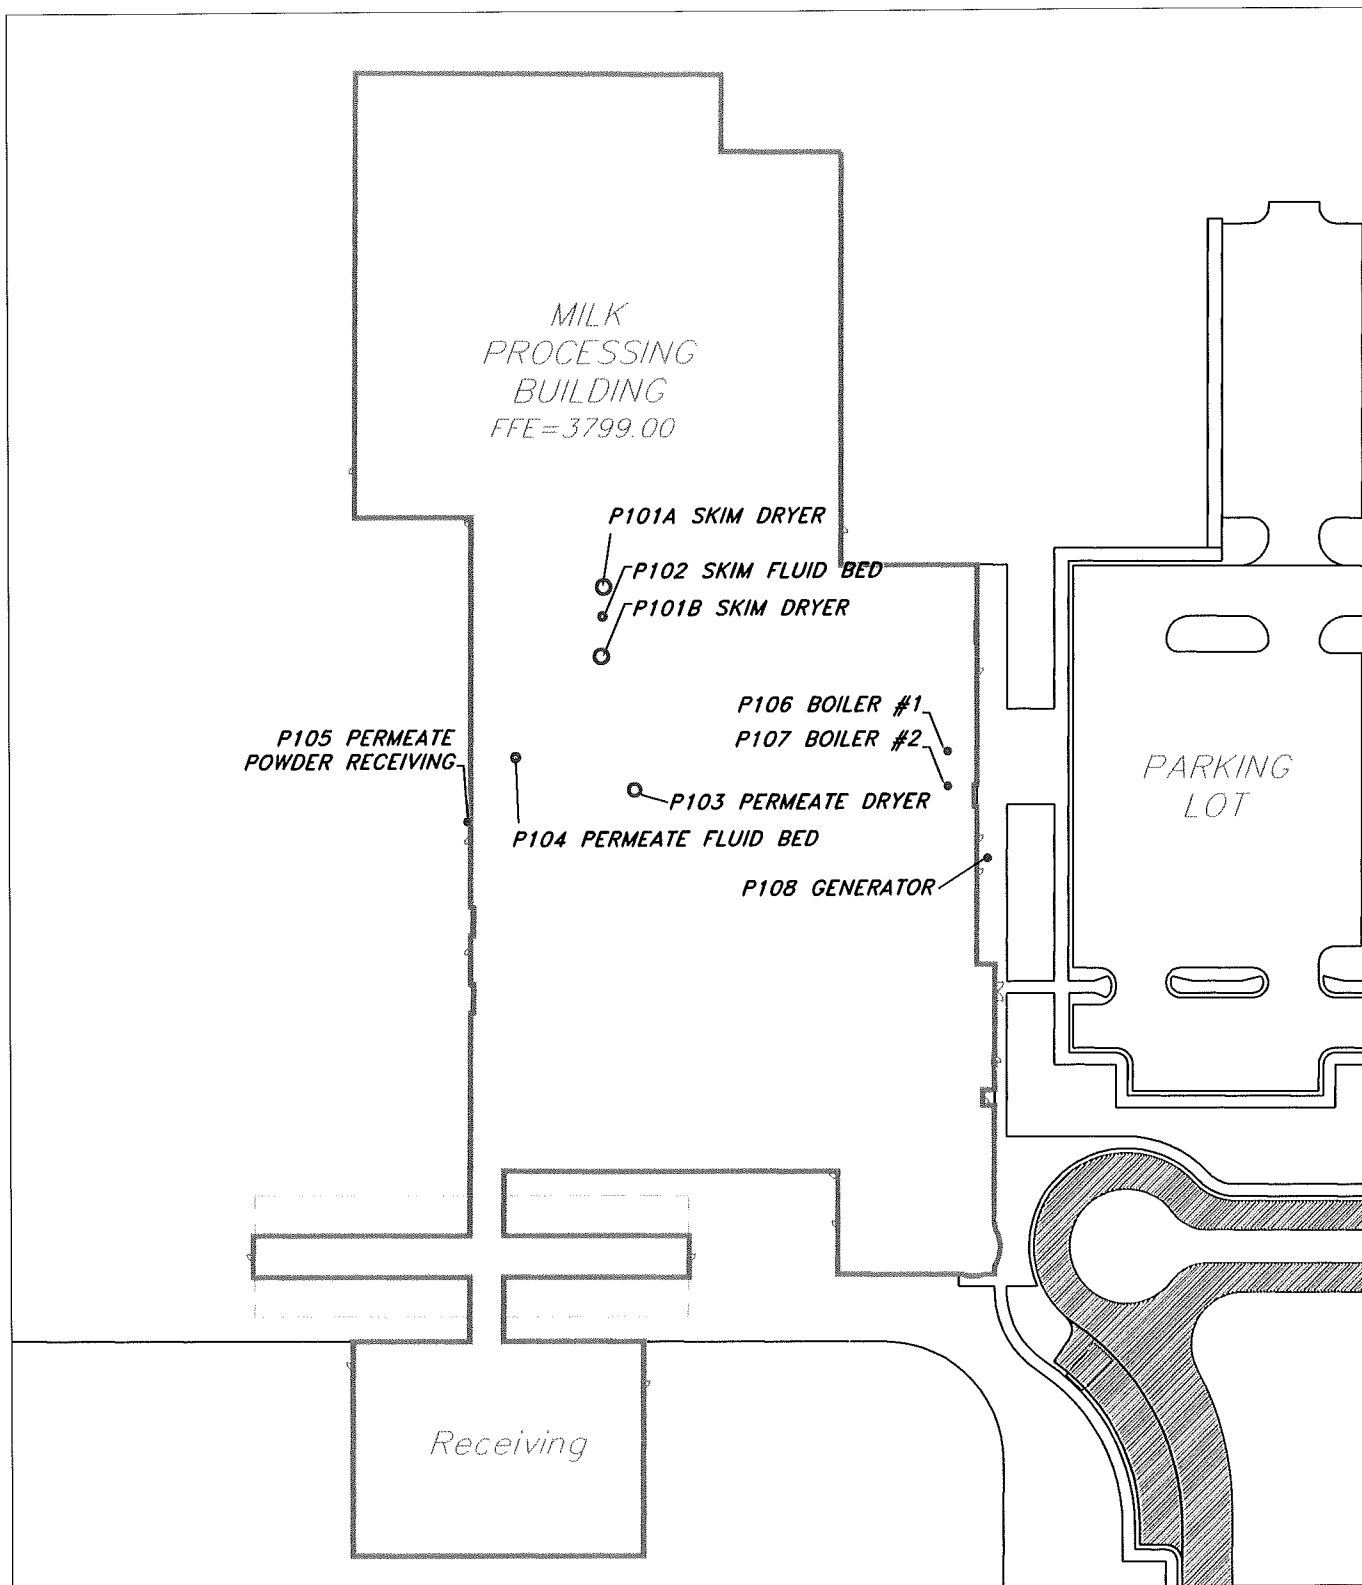 MILK
PROCESSING
BUILDING
FFE=3799.00
P101A SKIM DRYER
P102 SKIM FLUID BED
P101B SKIM DRYER
P106 BOILER #1
P107 BOILER #2
P105 PERMEATE
POWDER RECEIVING
PARKING
LOT
P103 PERMEATE DRYER
P104 PERMEATE FLUID BED
P108 GENERATOR
Receiving